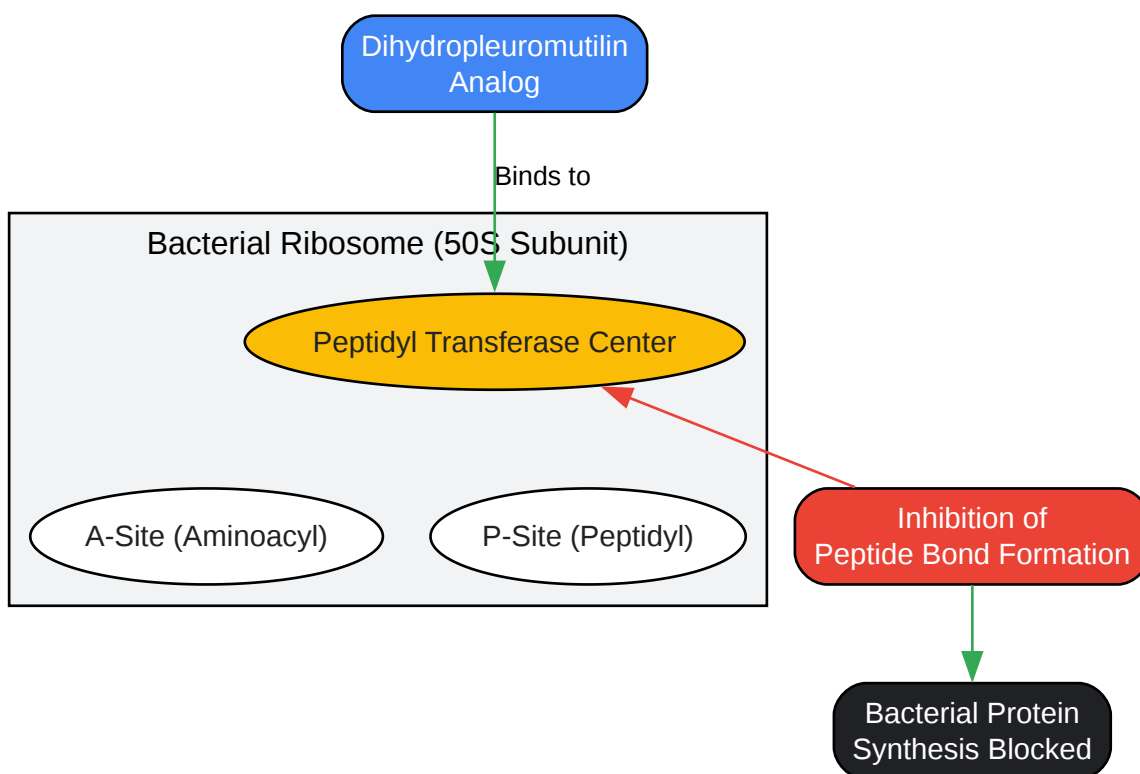 Dihydropleuromutilin
Analog
Binds to
Bacterial Ribosome (50S Subunit)
Peptidyl Transferase Center
A-Site (Aminoacyl)
P-Site (Peptidyl)
Inhibition of
Peptide Bond Formation
Bacterial Protein
Synthesis Blocked